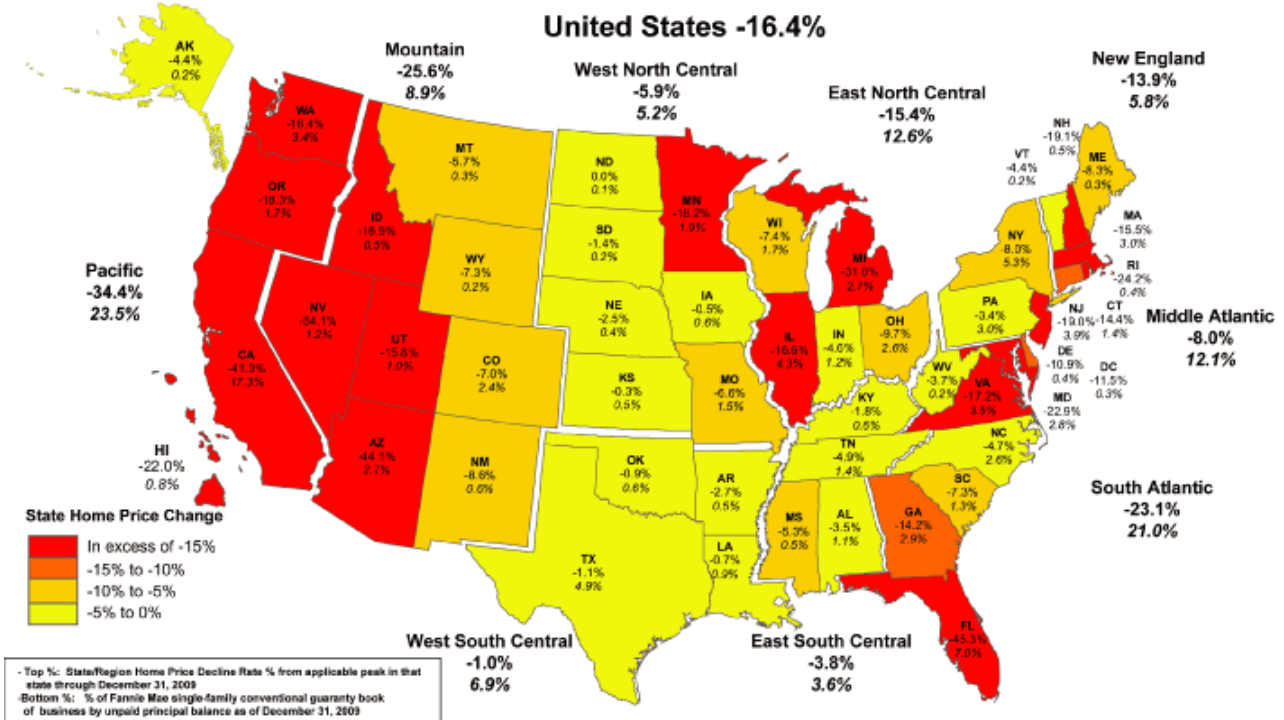 United States -16.4%
AK
-4.4%
0.2%
Mountain
-25.6%
8.9%
West North Central
-5.9%
5.2%
East North Central
-15.4
12.6%
New England
-13.9%
5.8%
WA
-16.4%
3.4%
OR
-18.3%
1.7%
ID
-18.9%
0.5%
MT
-5.7%
0.3%
WY
-7.3%
0.2%
ND
0.0%
0.1%
SD
-1.4%
0.2%
NE
-2.5%
0.4%
KS
-0.3%
0.5%
MN
-16.2%
1.9%
IA
-0.5%
0.6%
MO
-6.6%
1.5%
WI
-7.4%
1.7%
IL
-16.6%
4.3%
MI
-31.0%
2.7%
IN
-4.6%
1.2%
OH
-9.7%
2.6%
KY
-1.8%
0.6%
TN
-4.9%
1.4%
NH
-19.1%
0.5%
VT
-4.4%
0.2%
ME
-8.3%
0.3%
MA
-15.5%
3.0%
RI
-24.2%
0.4%
CT
-14.4%
1.4%
NY
-8.0%
5.3%
PA
-3.4%
3.0%
NJ
-19.0%
3.9%
DE
-10.9%
0.4%
DC
-11.5%
0.3%
MD
-22.9%
2.8%
Middle Atlantic
-8.0%
12.1%
WV
-3.7%
0.2%
VA
-17.2%
3.5%
NC
-4.7%
2.6%
SC
-7.3%
1.3%
GA
-14.2%
2.9%
FL
-45.3%
7.0%
South Atlantic
-23.1%
21.0%
Pacific
-34.4%
23.5%
CA
-41.3%
17.3%
NV
-54.1%
1.2%
UT
-15.8%
1.0%
CO
-7.0%
2.4%
AZ
-44.1%
2.7%
NM
-8.6%
0.6%
OK
-0.9%
0.6%
TX
-1.1%
4.9%
AR
-2.7%
0.5%
LA
-0.7%
0.9%
MS
-5.3%
0.5%
AL
-3.5%
1.1%
HI
-22.0%
0.8%
West South Central
-1.0%
6.9%
East South Central
-3.8%
3.6%
State Home Price Change
In excess of -15%
-15% to -10%
-10% to -5%
-5% to 0%
- Top %: State/Region Home Price Decline Rate % from applicable peak in that
state through December 31, 2009
-Bottom %: % of Fannie Mae single-family conventional guaranty book
of business by unpaid principal balance as of December 31, 2009